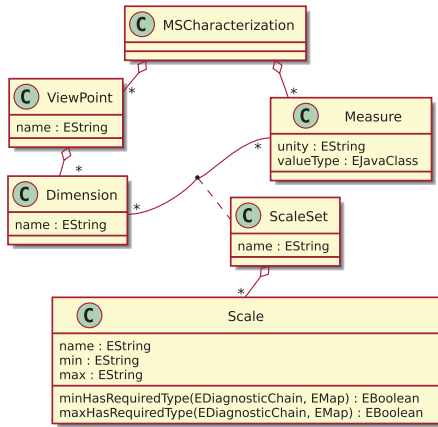 C MSCharacterization
*
*
C ViewPoint
name : EString
C Measure
unity : EString
valueType : EJavaClass
*
*
C Dimension
name : EString
*
C ScaleSet
name : EString
*
C Scale
name : EString
min : EString
max : EString
minHasRequiredType(EDiagnosticChain, EMap) : EBoolean
maxHasRequiredType(EDiagnosticChain, EMap) : EBoolean